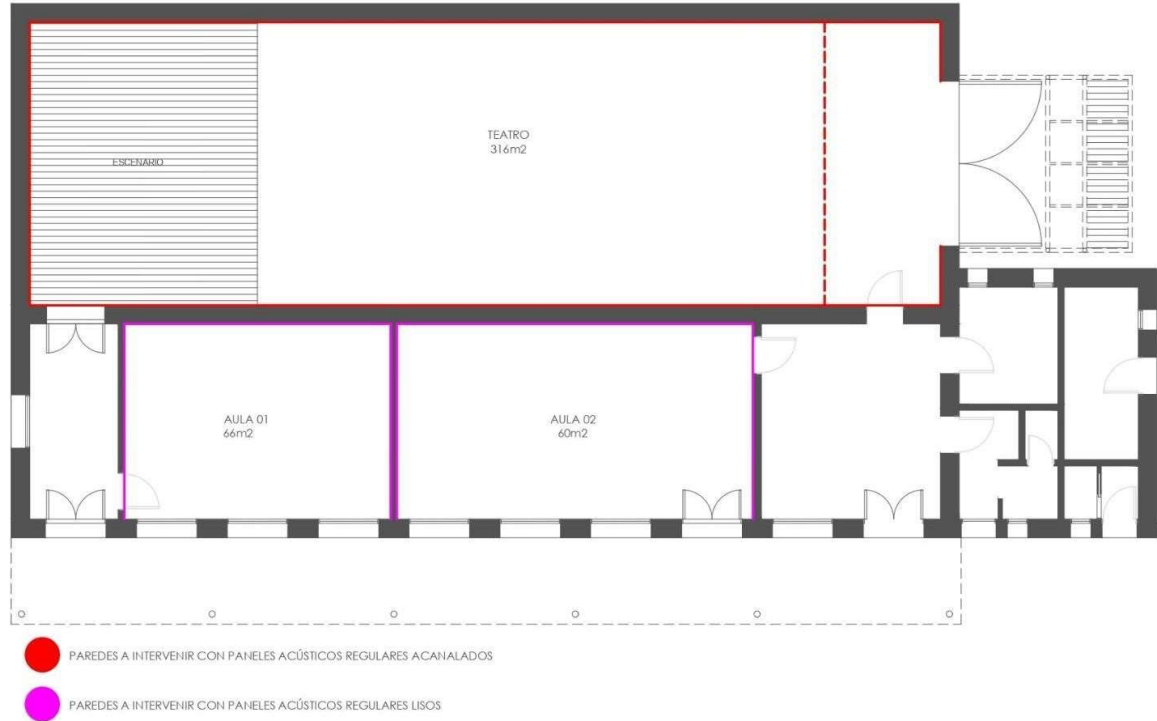 TEATRO
316m2
ESCENARIO
AULA 01
66m2
AULA 02
60m2
PAREDES A INTERVENIR CON PANELES ACÚSTICOS REGULARES ACANALADOS
PAREDES A INTERVENIR CON PANELES ACÚSTICOS REGULARES LISOS